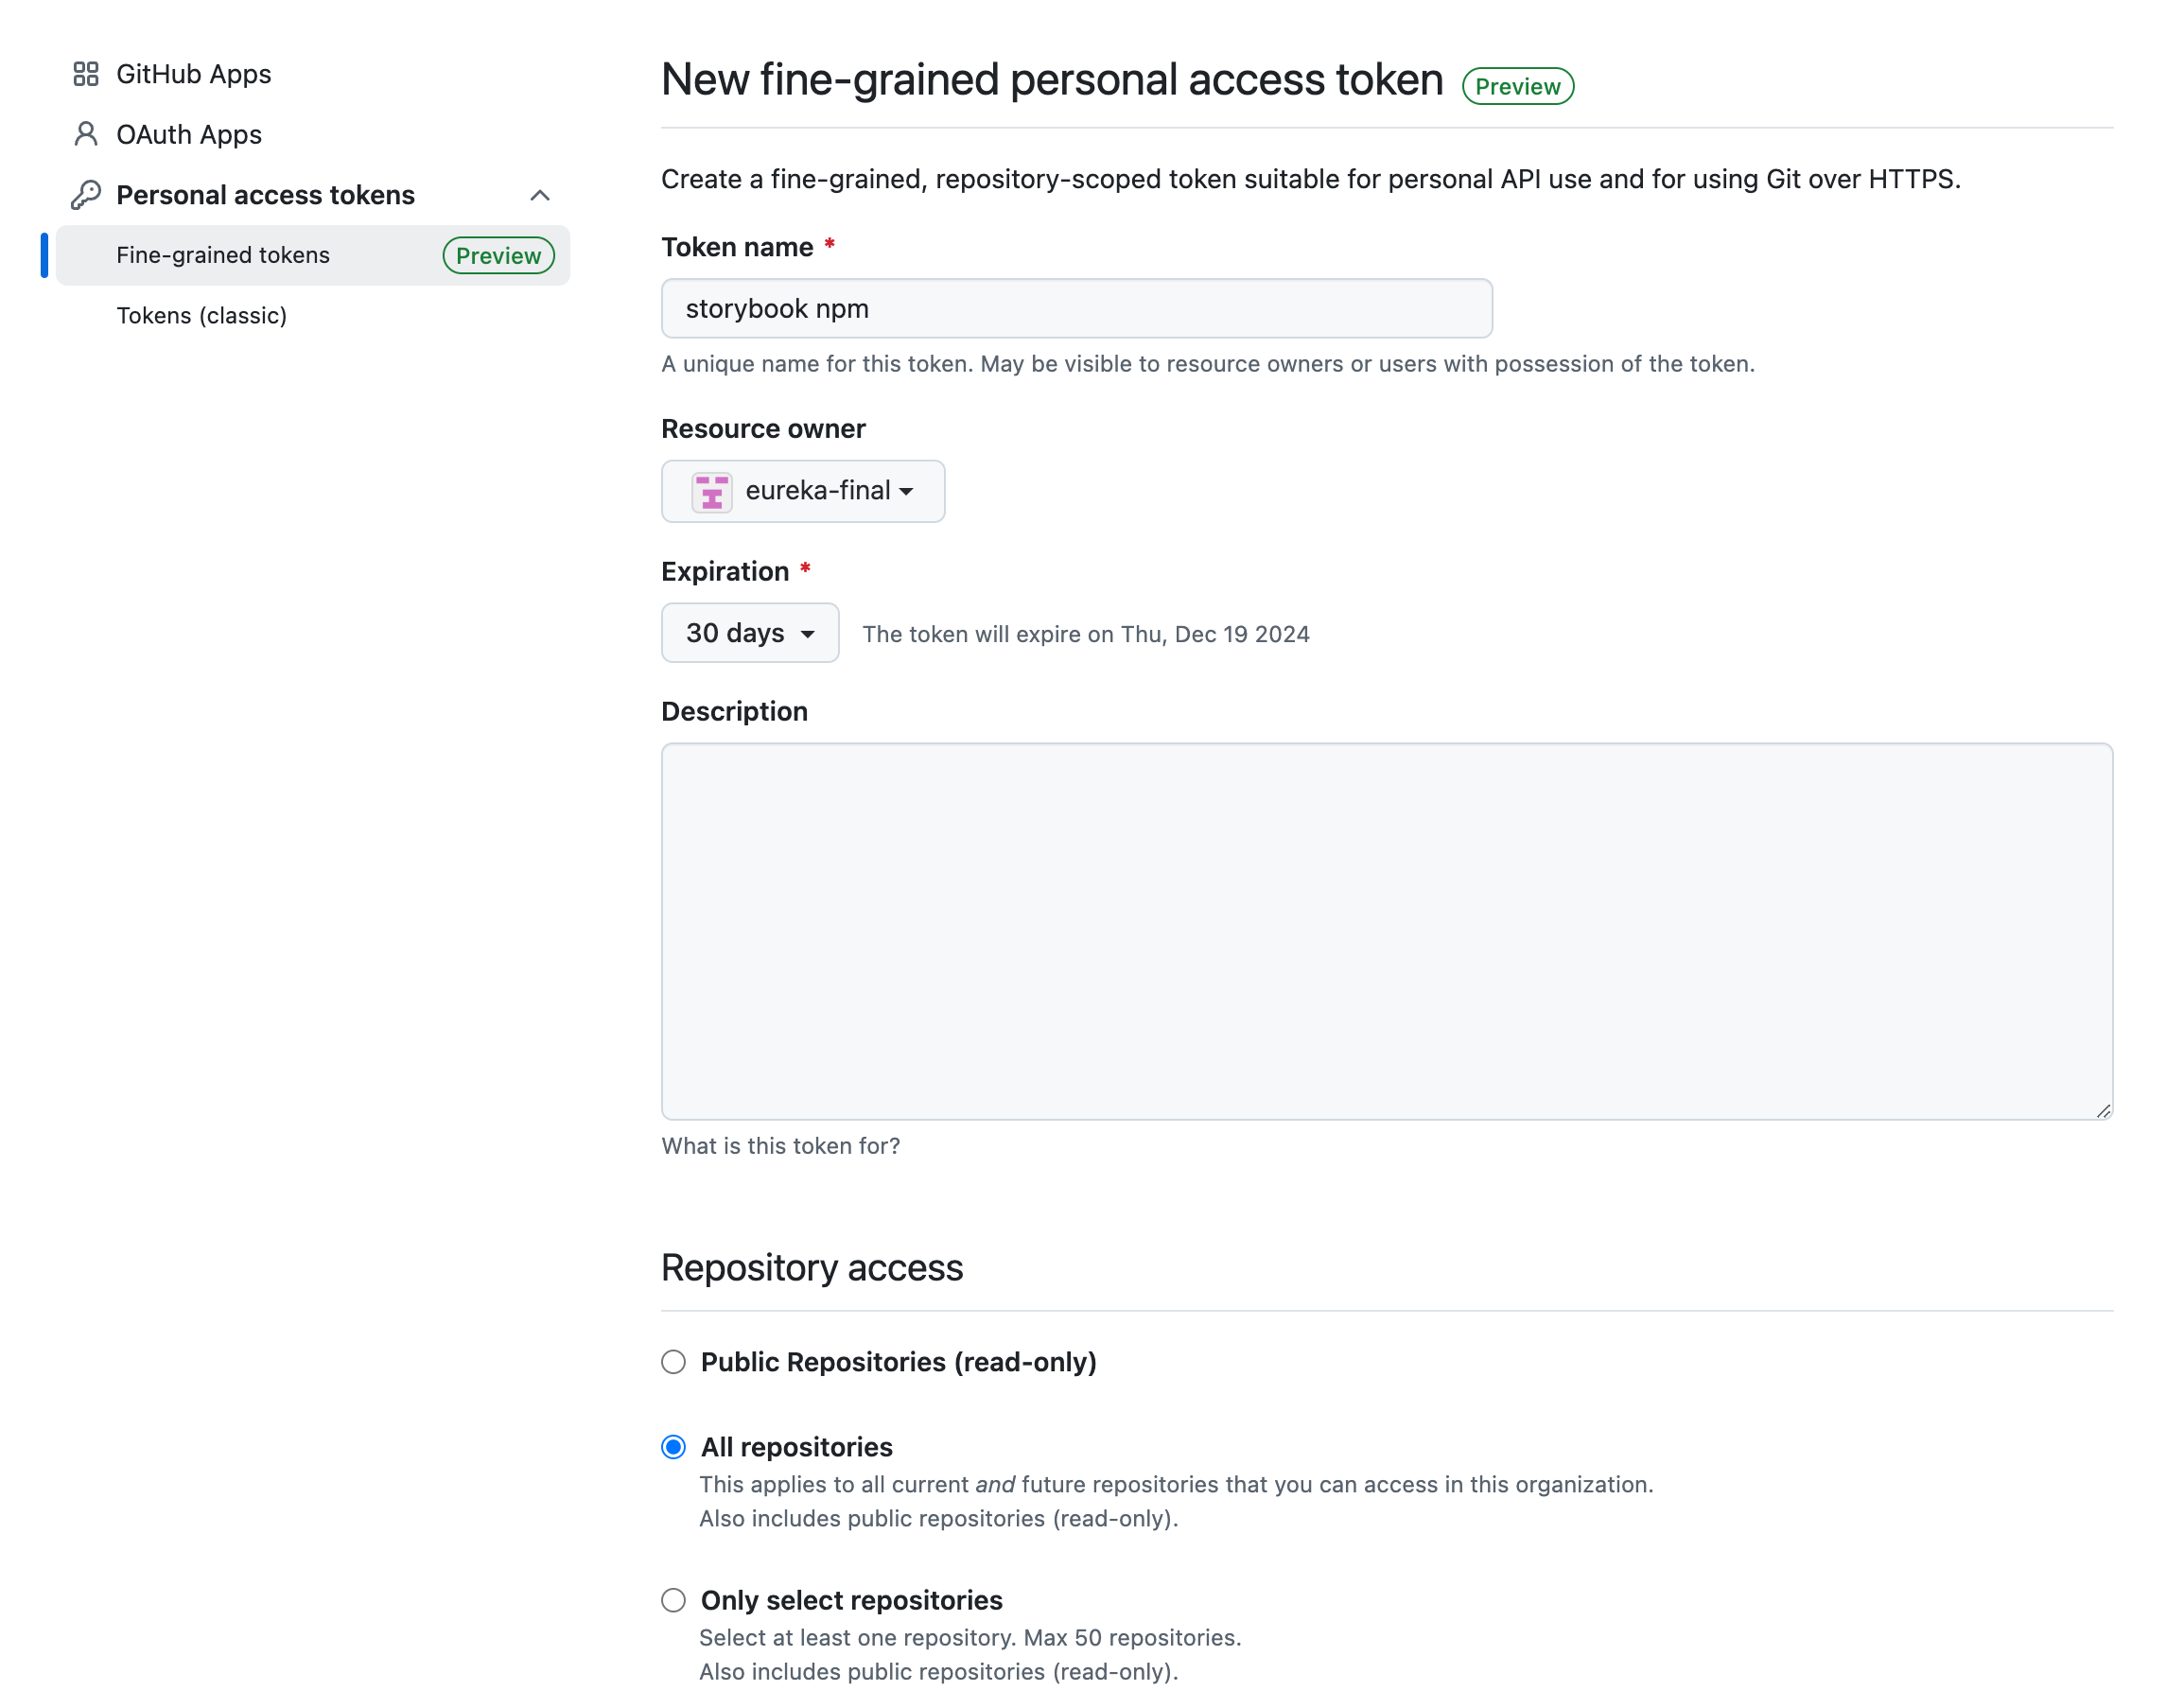 GitHub Apps
OAuth Apps
Personal access tokens
Fine-grained tokens Preview
Tokens (classic)
New fine-grained personal access token Preview
Create a fine-grained, repository-scoped token suitable for personal API use and for using Git over HTTPS.
Token name *
storybook npm
A unique name for this token. May be visible to resource owners or users with possession of the token.
Resource owner
eureka-final
Expiration *
30 days The token will expire on Thu, Dec 19 2024
Description
What is this token for?
Repository access
Public Repositories (read-only)
All repositories
This applies to all current and future repositories that you can access in this organization.
Also includes public repositories (read-only).
Only select repositories
Select at least one repository. Max 50 repositories.
Also includes public repositories (read-only).